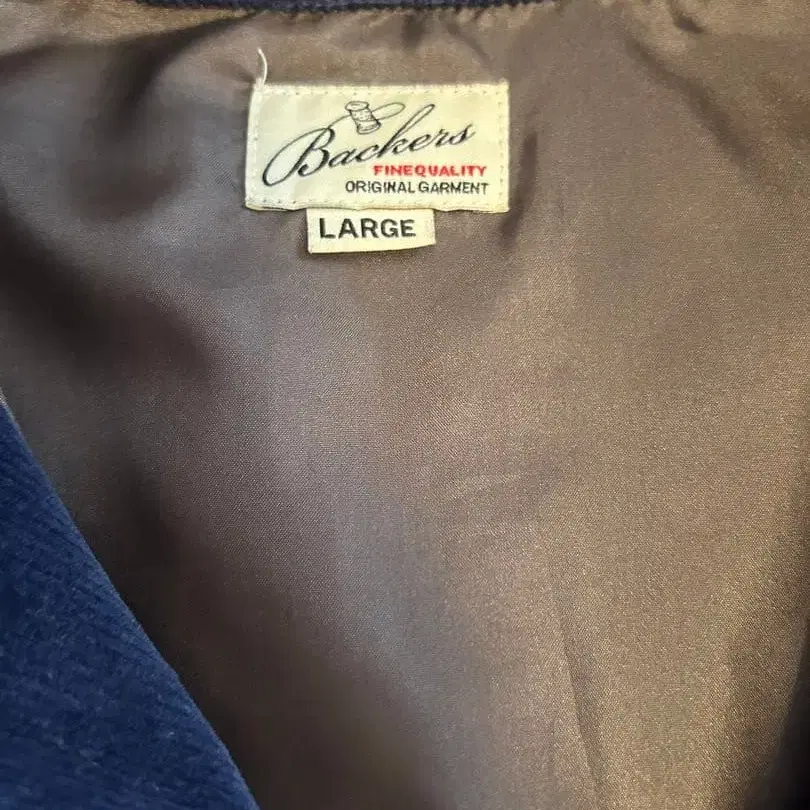 Backers
FINEQUALITY
ORIGINAL GARMENT
LARGE